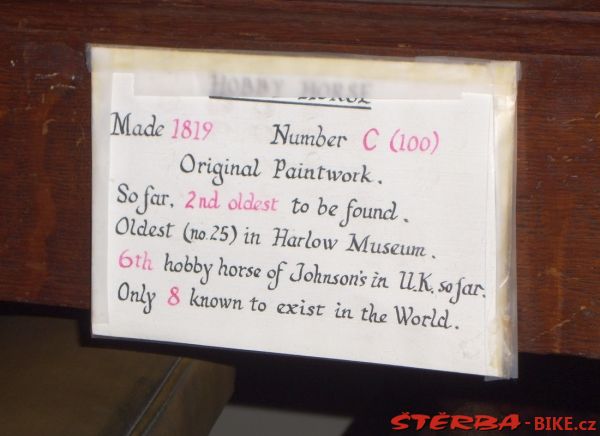 HOBBY HORSE
Made 1819 Number C (100)
Original Paintwork.
So far, 2nd oldest to be found.
Oldest (no.25) in Harlow Museum.
6th hobby horse of Johnson's in U.K. so far.
Only 8 known to exist in the World.
ŠTĚRBA-BIKE.cz